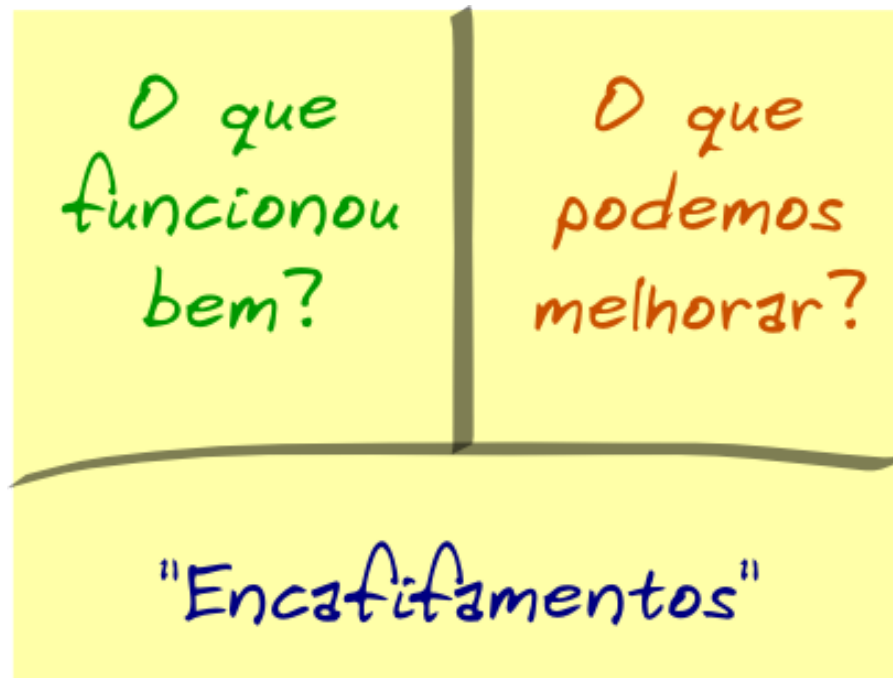 O que
funcionou
bem?
O que
podemos
melhorar?
"Encafifamentos"